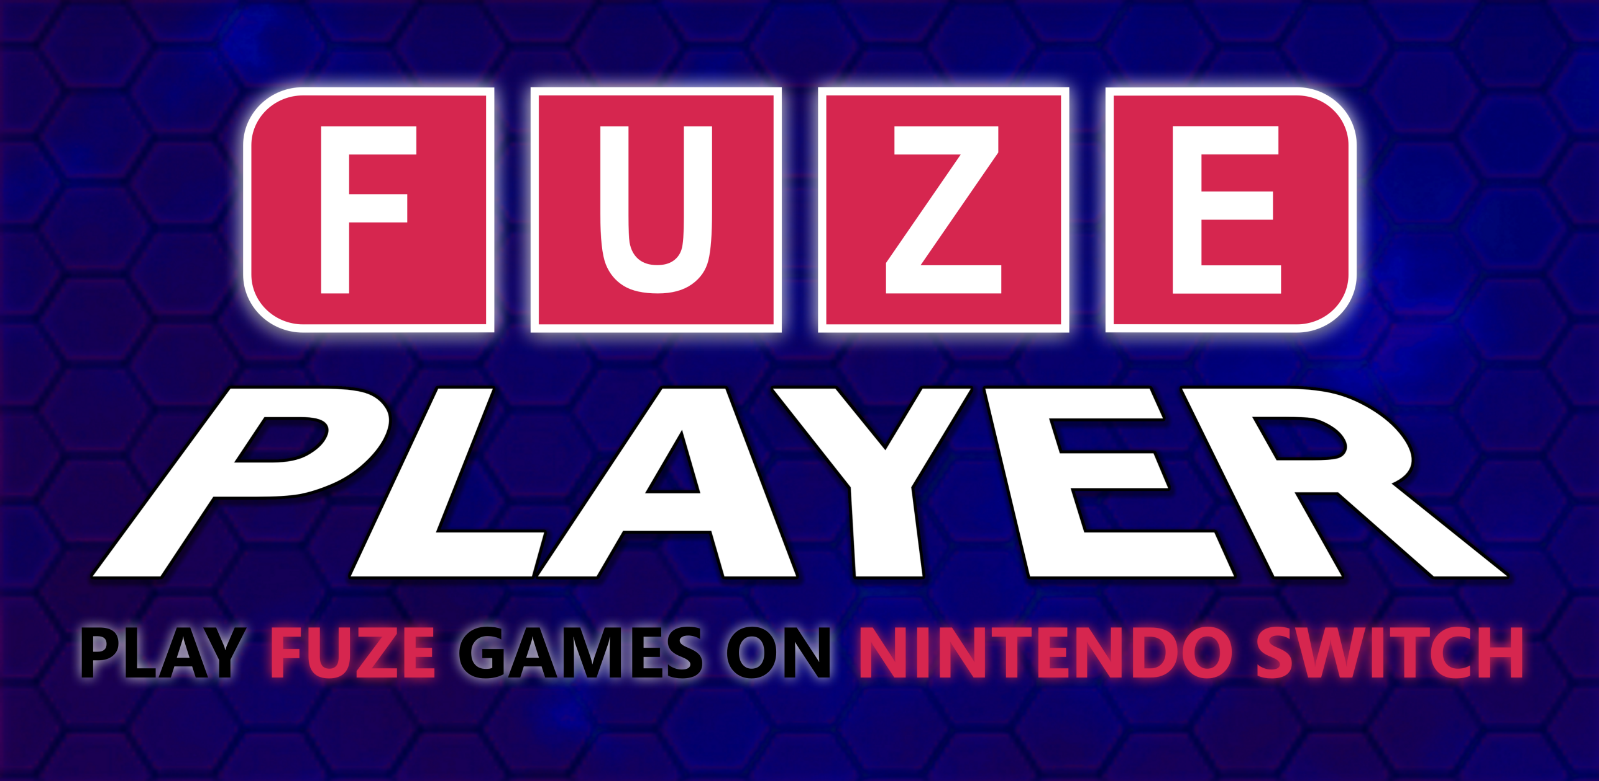 FUZE
PLAYER
PLAY FUZE GAMES ON NINTENDO SWITCH